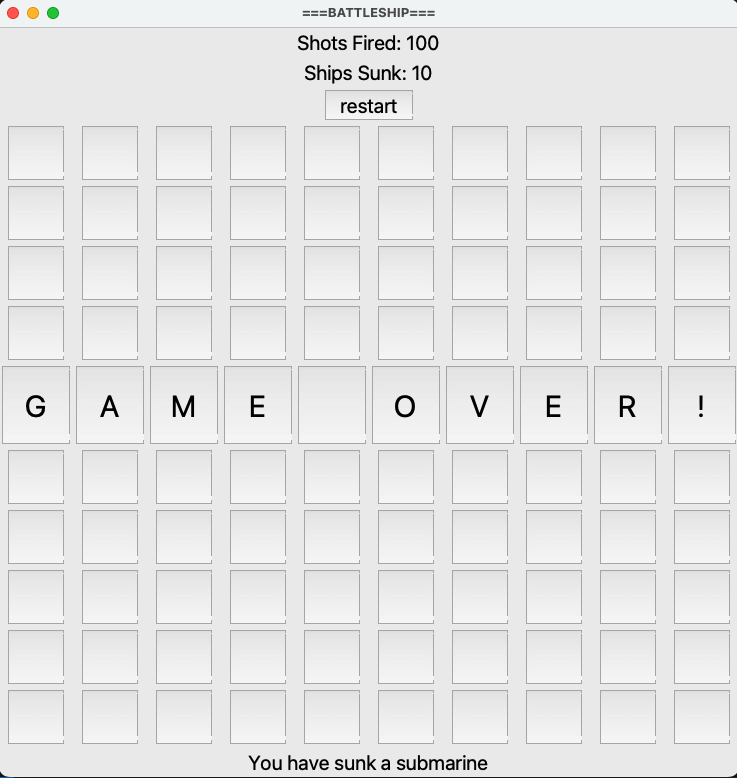 ===BATTLESHIP===
Shots Fired: 100
Ships Sunk: 10
restart
G A M E O V E R !
You have sunk a submarine